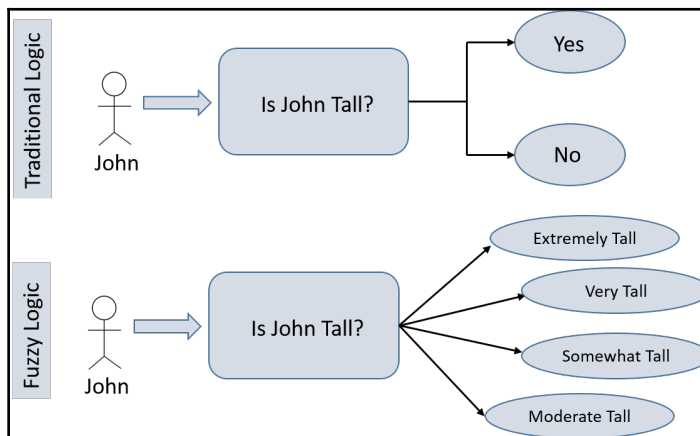 Traditional Logic
John
Is John Tall?
Yes
No
Fuzzy Logic
John
Is John Tall?
Extremely Tall
Very Tall
Somewhat Tall
Moderate Tall